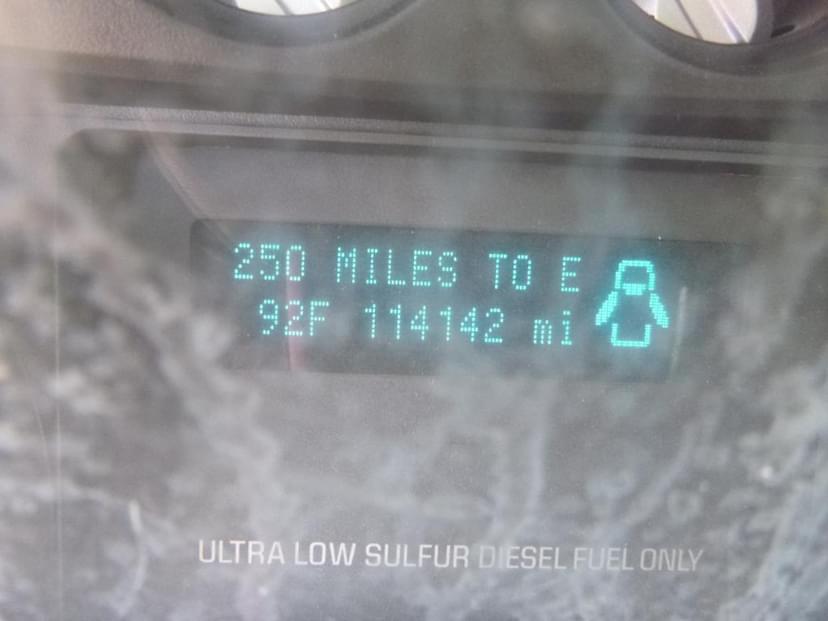 250 MILES TO E
92F 114142 mi
ULTRA LOW SULFUR DIESEL FUEL ONLY